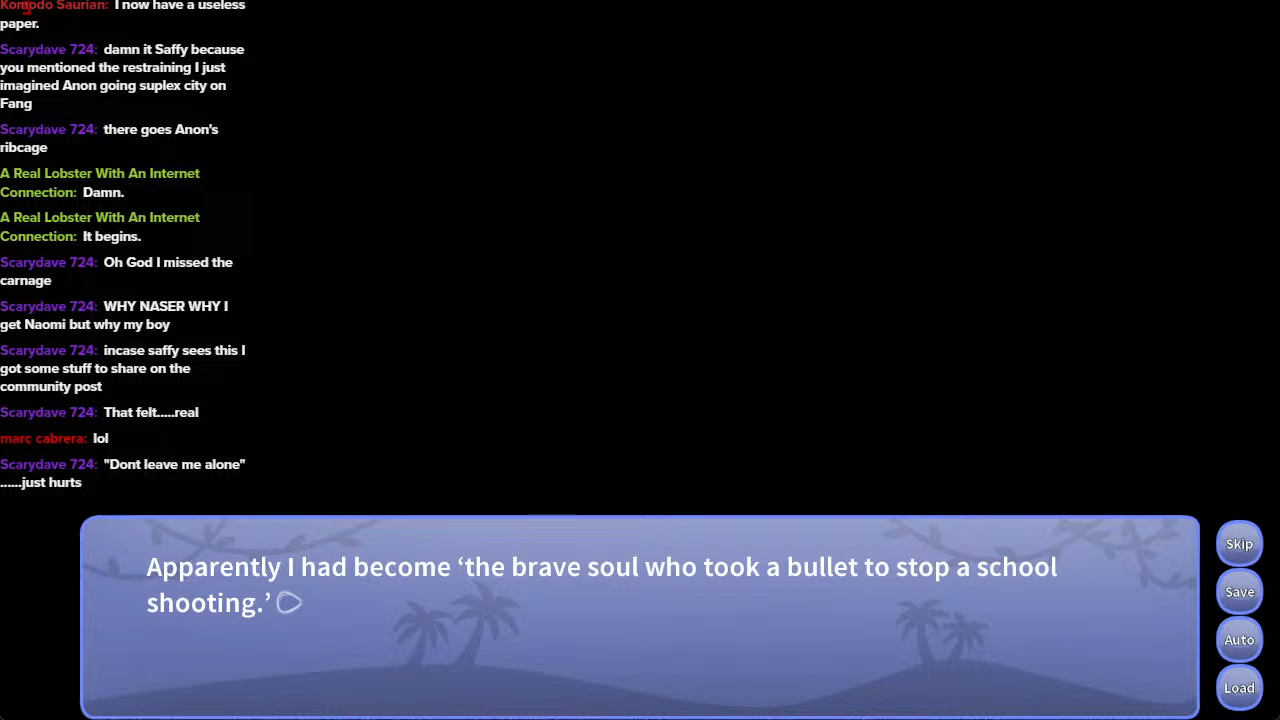 Komodo Saurian: I now have a useless
paper.
Scarydave 724: damn it Saffy because
you mentioned the restraining I just
imagined Anon going suplex city on
Fang
Scarydave 724: there goes Anon's
ribcage
A Real Lobster With An Internet
Connection: Damn.
A Real Lobster With An Internet
Connection: It begins.
Scarydave 724: Oh God I missed the
carnage
Scarydave 724: WHY NASER WHY I
get Naomi but why my boy
Scarydave 724: incase saffy sees this I
got some stuff to share on the
community post
Scarydave 724: That felt.....real
marc cabrera: lol
Scarydave 724: "Dont leave me alone"
......just hurts
Apparently I had become ‘the brave soul who took a bullet to stop a school
shooting.’
Skip
Save
Auto
Load